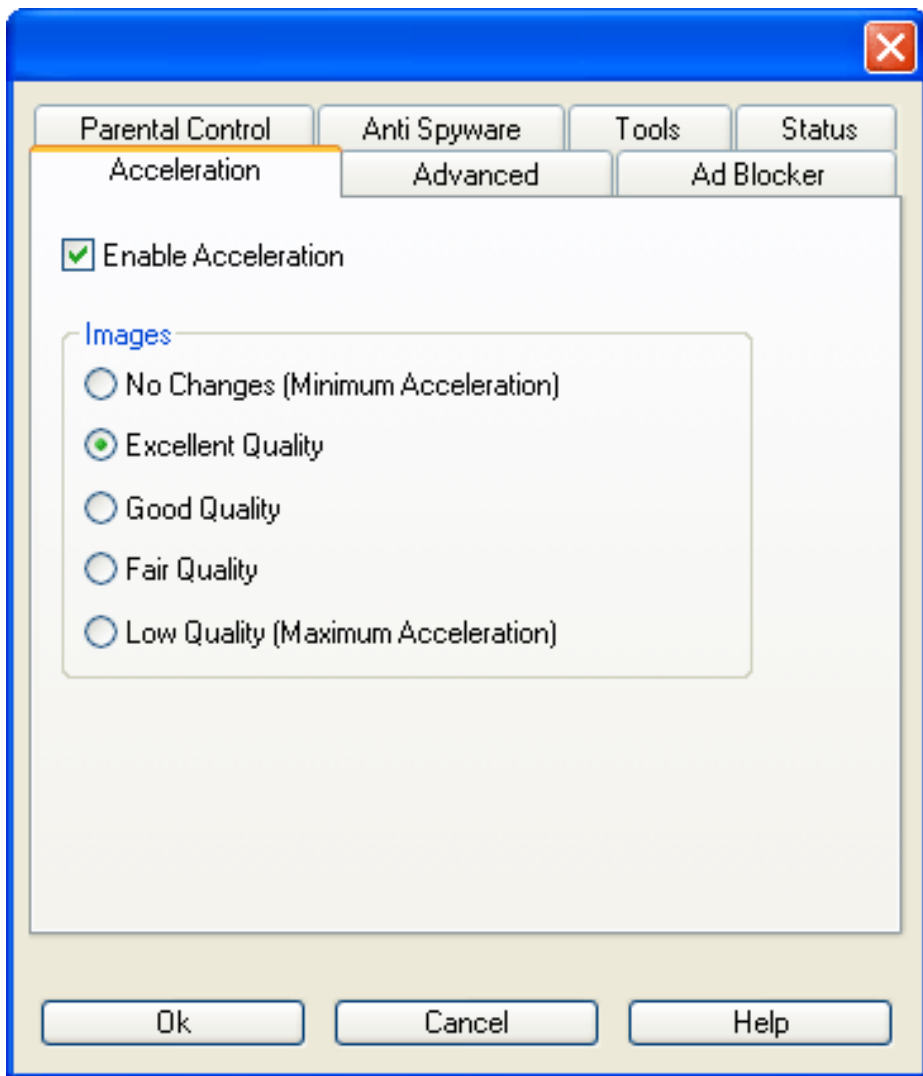 Parental Control Anti Spyware Tools Status
Acceleration Advanced Ad Blocker
Enable Acceleration
Images
No Changes (Minimum Acceleration)
Excellent Quality
Good Quality
Fair Quality
Low Quality (Maximum Acceleration)
Ok Cancel Help